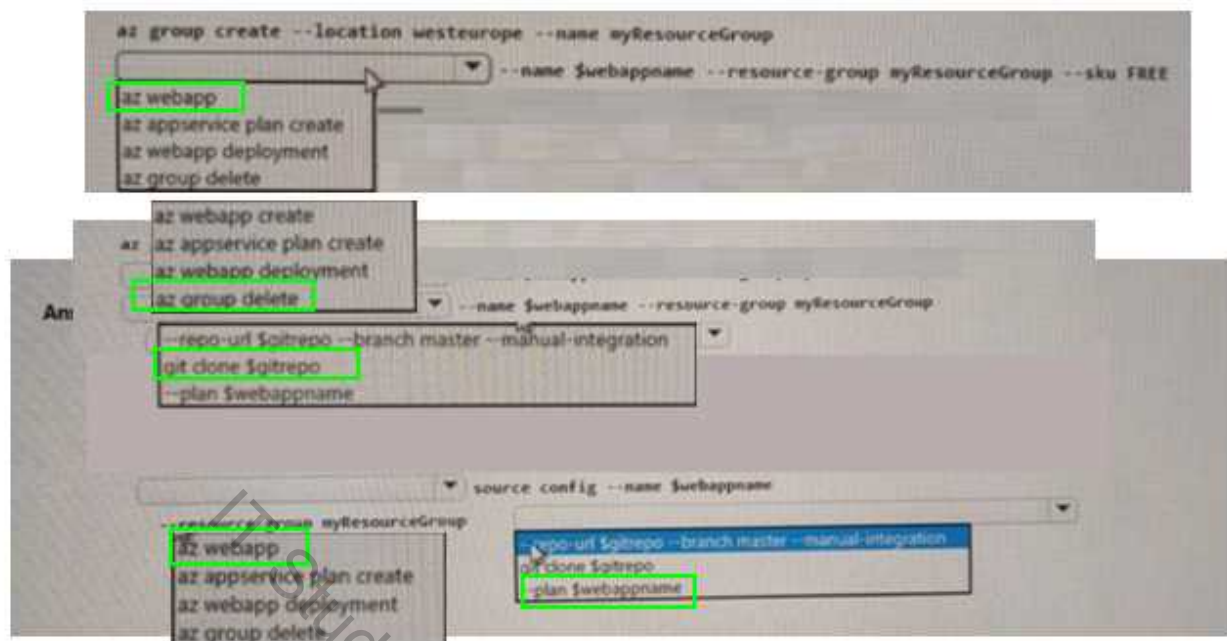 az group create --location westeurope --name myResourceGroup
--name $webappname --resource-group myResourceGroup --sku FREE
az webapp
az appservice plan create
az webapp deployment
az group delete
az webapp create
az
az appservice plan create
az webapp deployment
az group delete
--name $webappname --resource-group myResourceGroup
--repo-url $gitrepo --branch master --manual-integration
git clone $gitrepo
--plan $webappname
source config --name $webappname
--resource-group myResourceGroup
az webapp
az appservice plan create
az webapp deployment
az group delete
--repo-url $gitrepo --branch master --manual-integration
git clone $gitrepo
--plan $webappname